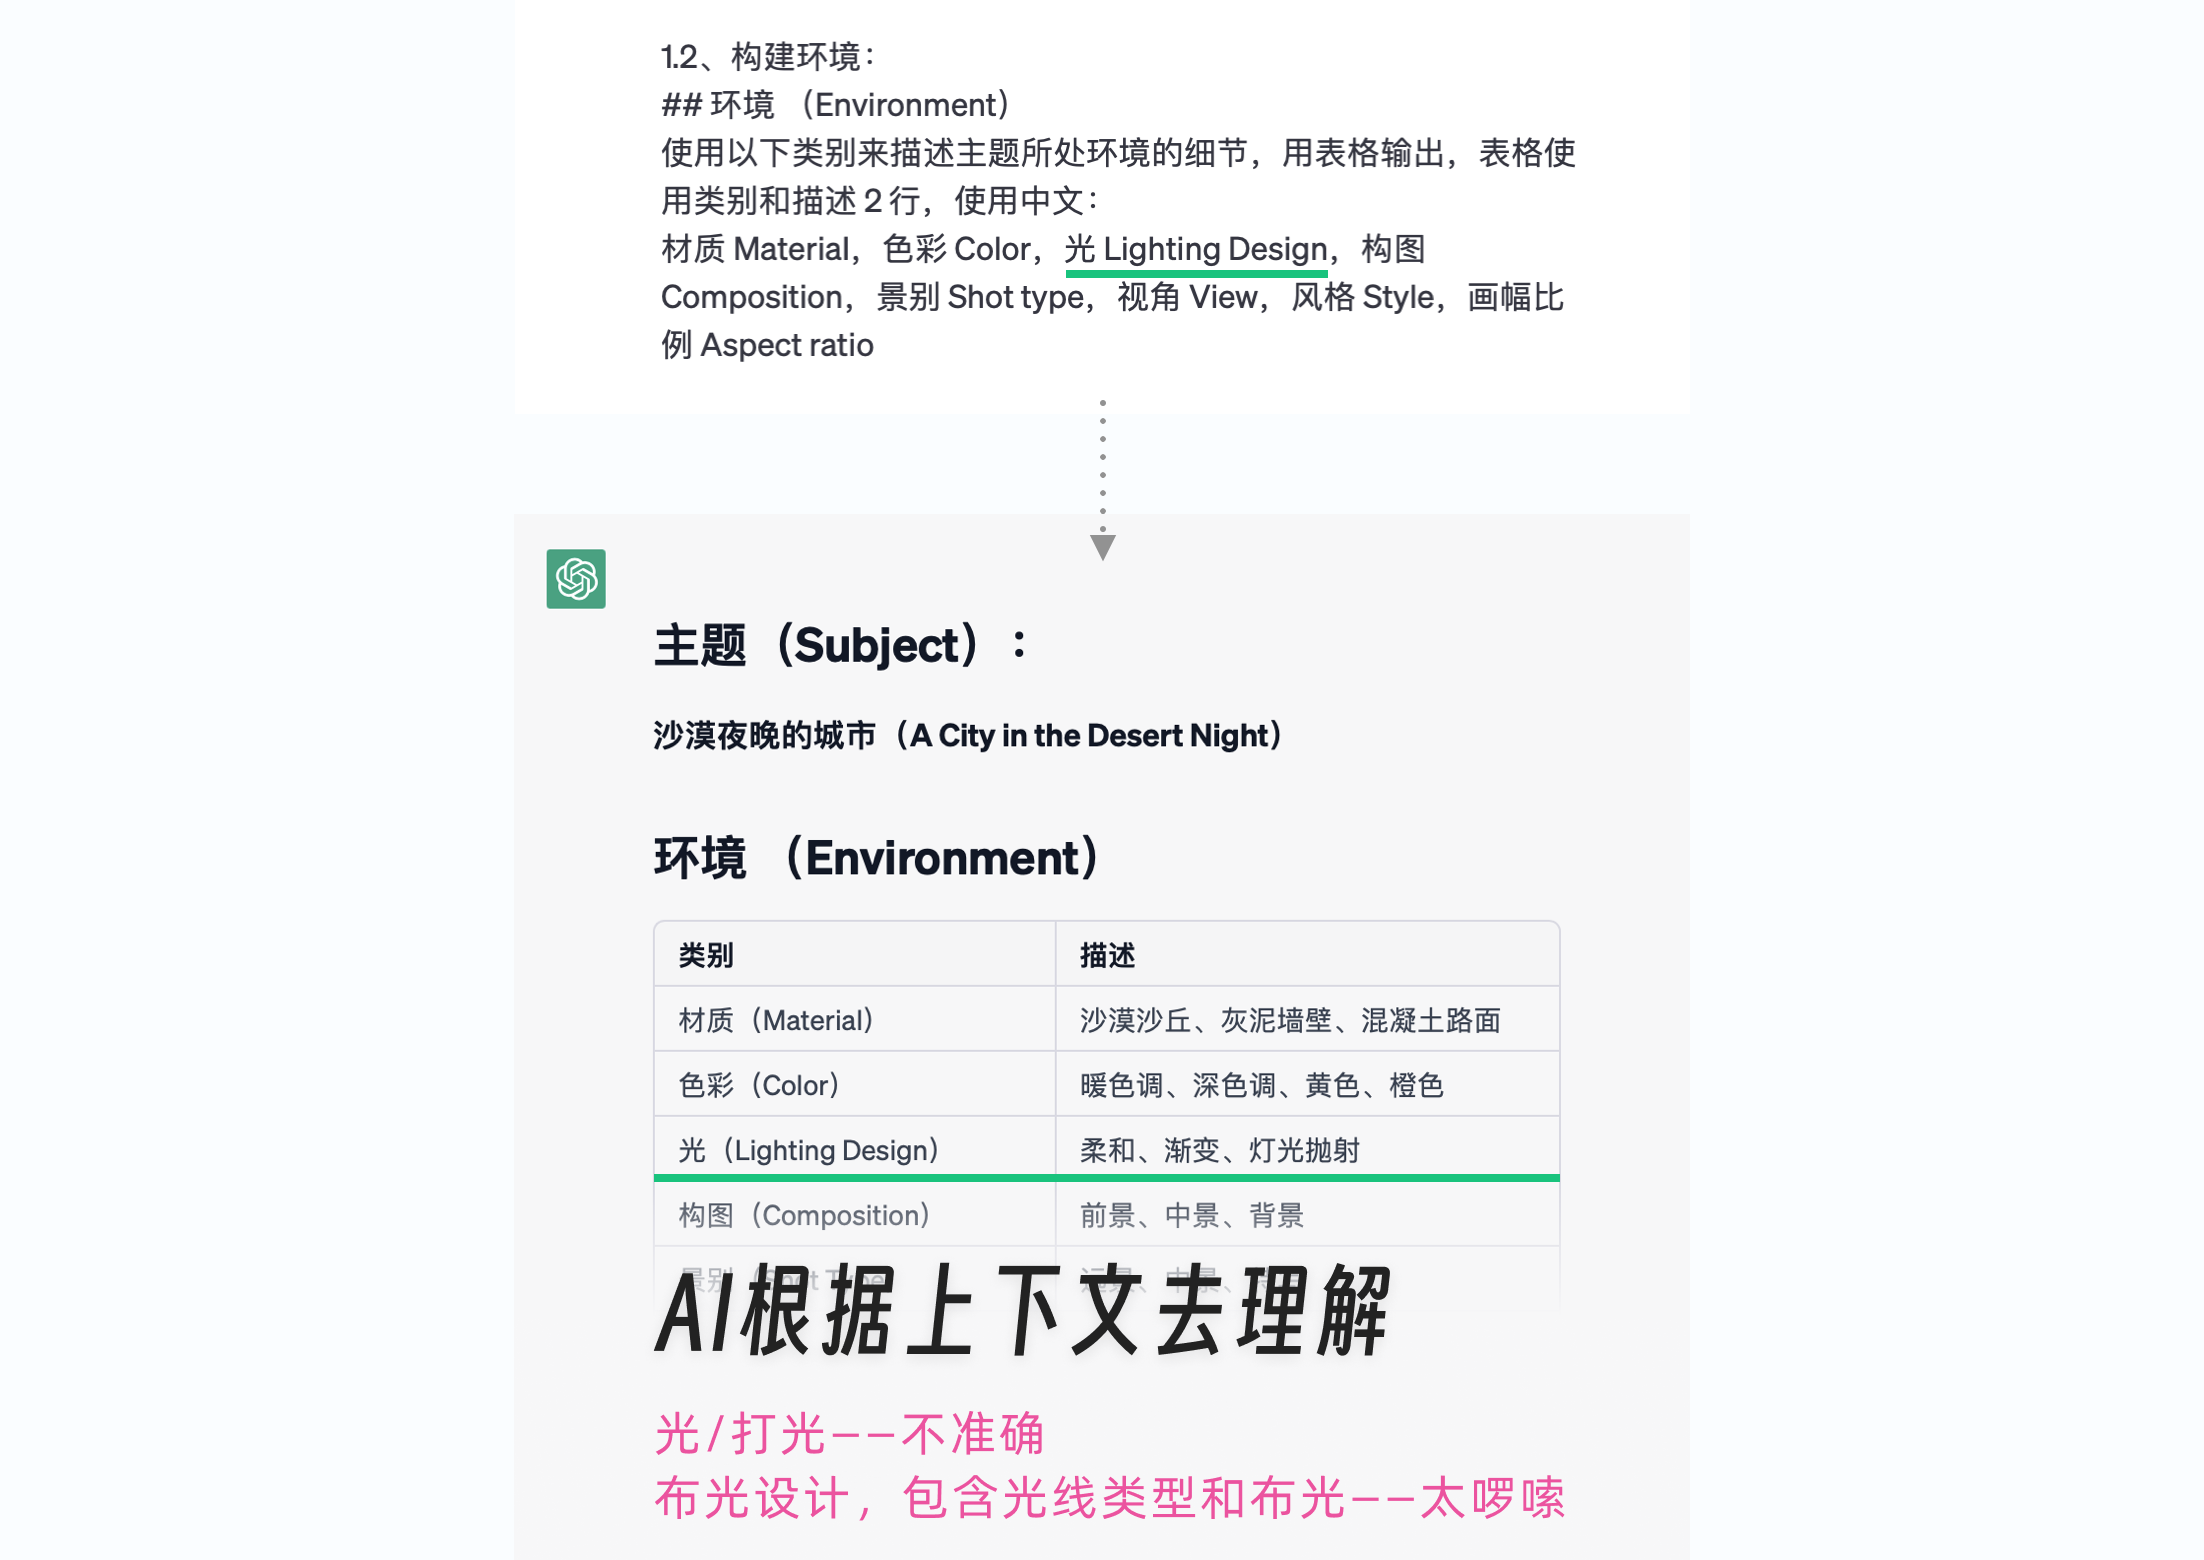 1.2、构建环境：
## 环境 （Environment）
使用以下类别来描述主题所处环境的细节，用表格输出，表格使
用类别和描述 2 行，使用中文：
材质 Material，色彩 Color，光 Lighting Design，构图
Composition，景别 Shot type，视角 View，风格 Style，画幅比
例 Aspect ratio
主题（Subject）：
沙漠夜晚的城市（A City in the Desert Night）
环境 （Environment）
类别 描述
材质（Material） 沙漠沙丘、灰泥墙壁、混凝土路面
色彩（Color） 暖色调、深色调、黄色、橙色
光（Lighting Design） 柔和、渐变、灯光抛射
构图（Composition） 前景、中景、背景
景别（Shot Type 远景、中景、
AI根据上下文去理解
光/打光——不准确
布光设计，包含光线类型和布光——太啰嗦